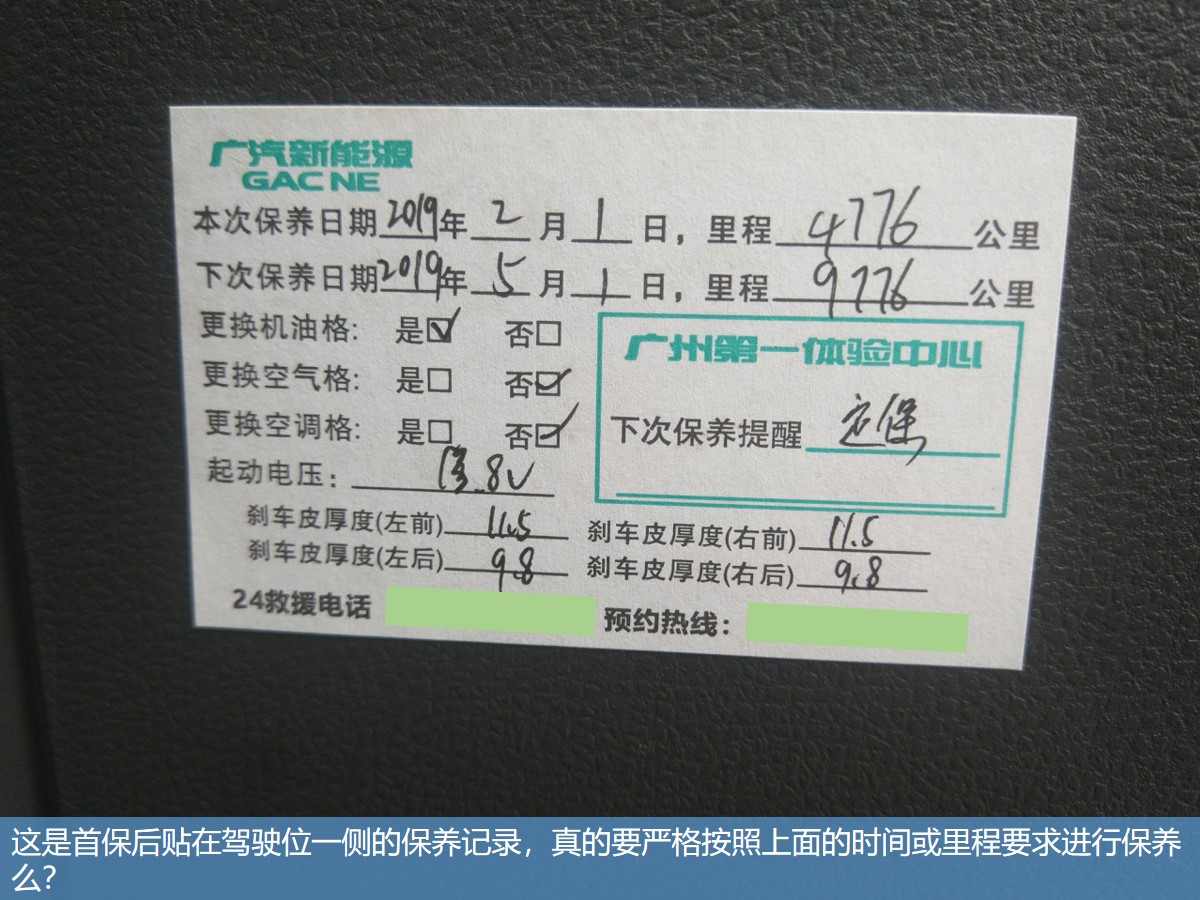 广汽新能源
GAC NE
本次保养日期2019年2月1日，里程4776公里
下次保养日期2019年5月1日，里程9776公里
更换机油格: 是☑ 否□
更换空气格: 是□ 否☑
更换空调格: 是□ 否☑
广州第一体验中心
下次保养提醒 定保
起动电压: .8V
刹车皮厚度(左前) 11.5 刹车皮厚度(右前) 11.5
刹车皮厚度(左后) 9.8 刹车皮厚度(右后) 9.8
24救援电话 预约热线:
这是首保后贴在驾驶位一侧的保养记录，真的要严格按照上面的时间或里程要求进行保养
么？